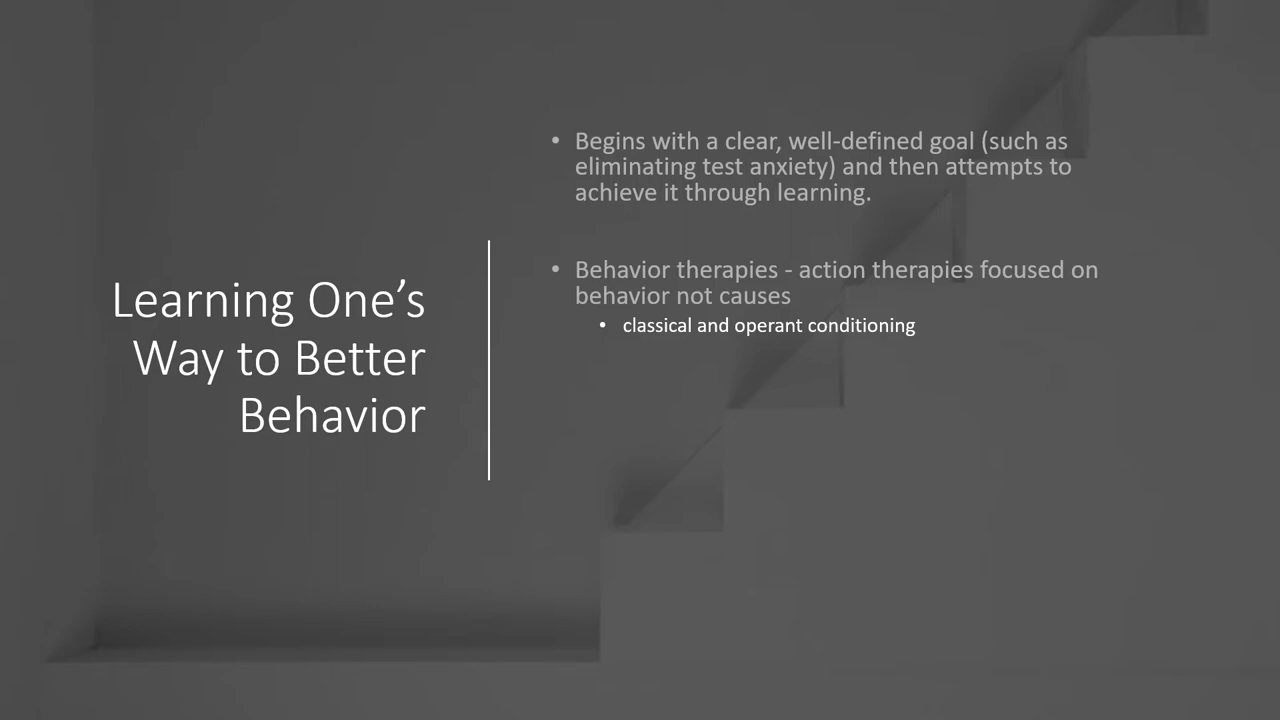 Learning One’s
Way to Better
Behavior
• Begins with a clear, well-defined goal (such as
eliminating test anxiety) and then attempts to
achieve it through learning.
• Behavior therapies - action therapies focused on
behavior not causes
• classical and operant conditioning